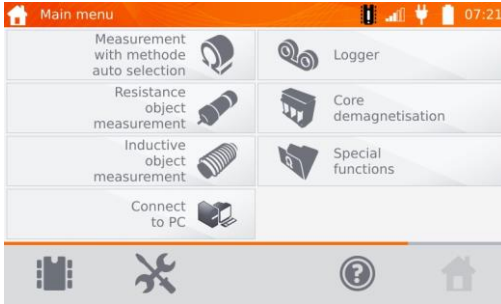 Main menu
07:21
Measurement
with methode
auto selection
Logger
Resistance
object
measurement
Core
demagnetisation
Inductive
object
measurement
Special
functions
Connect
to PC
Ω
?